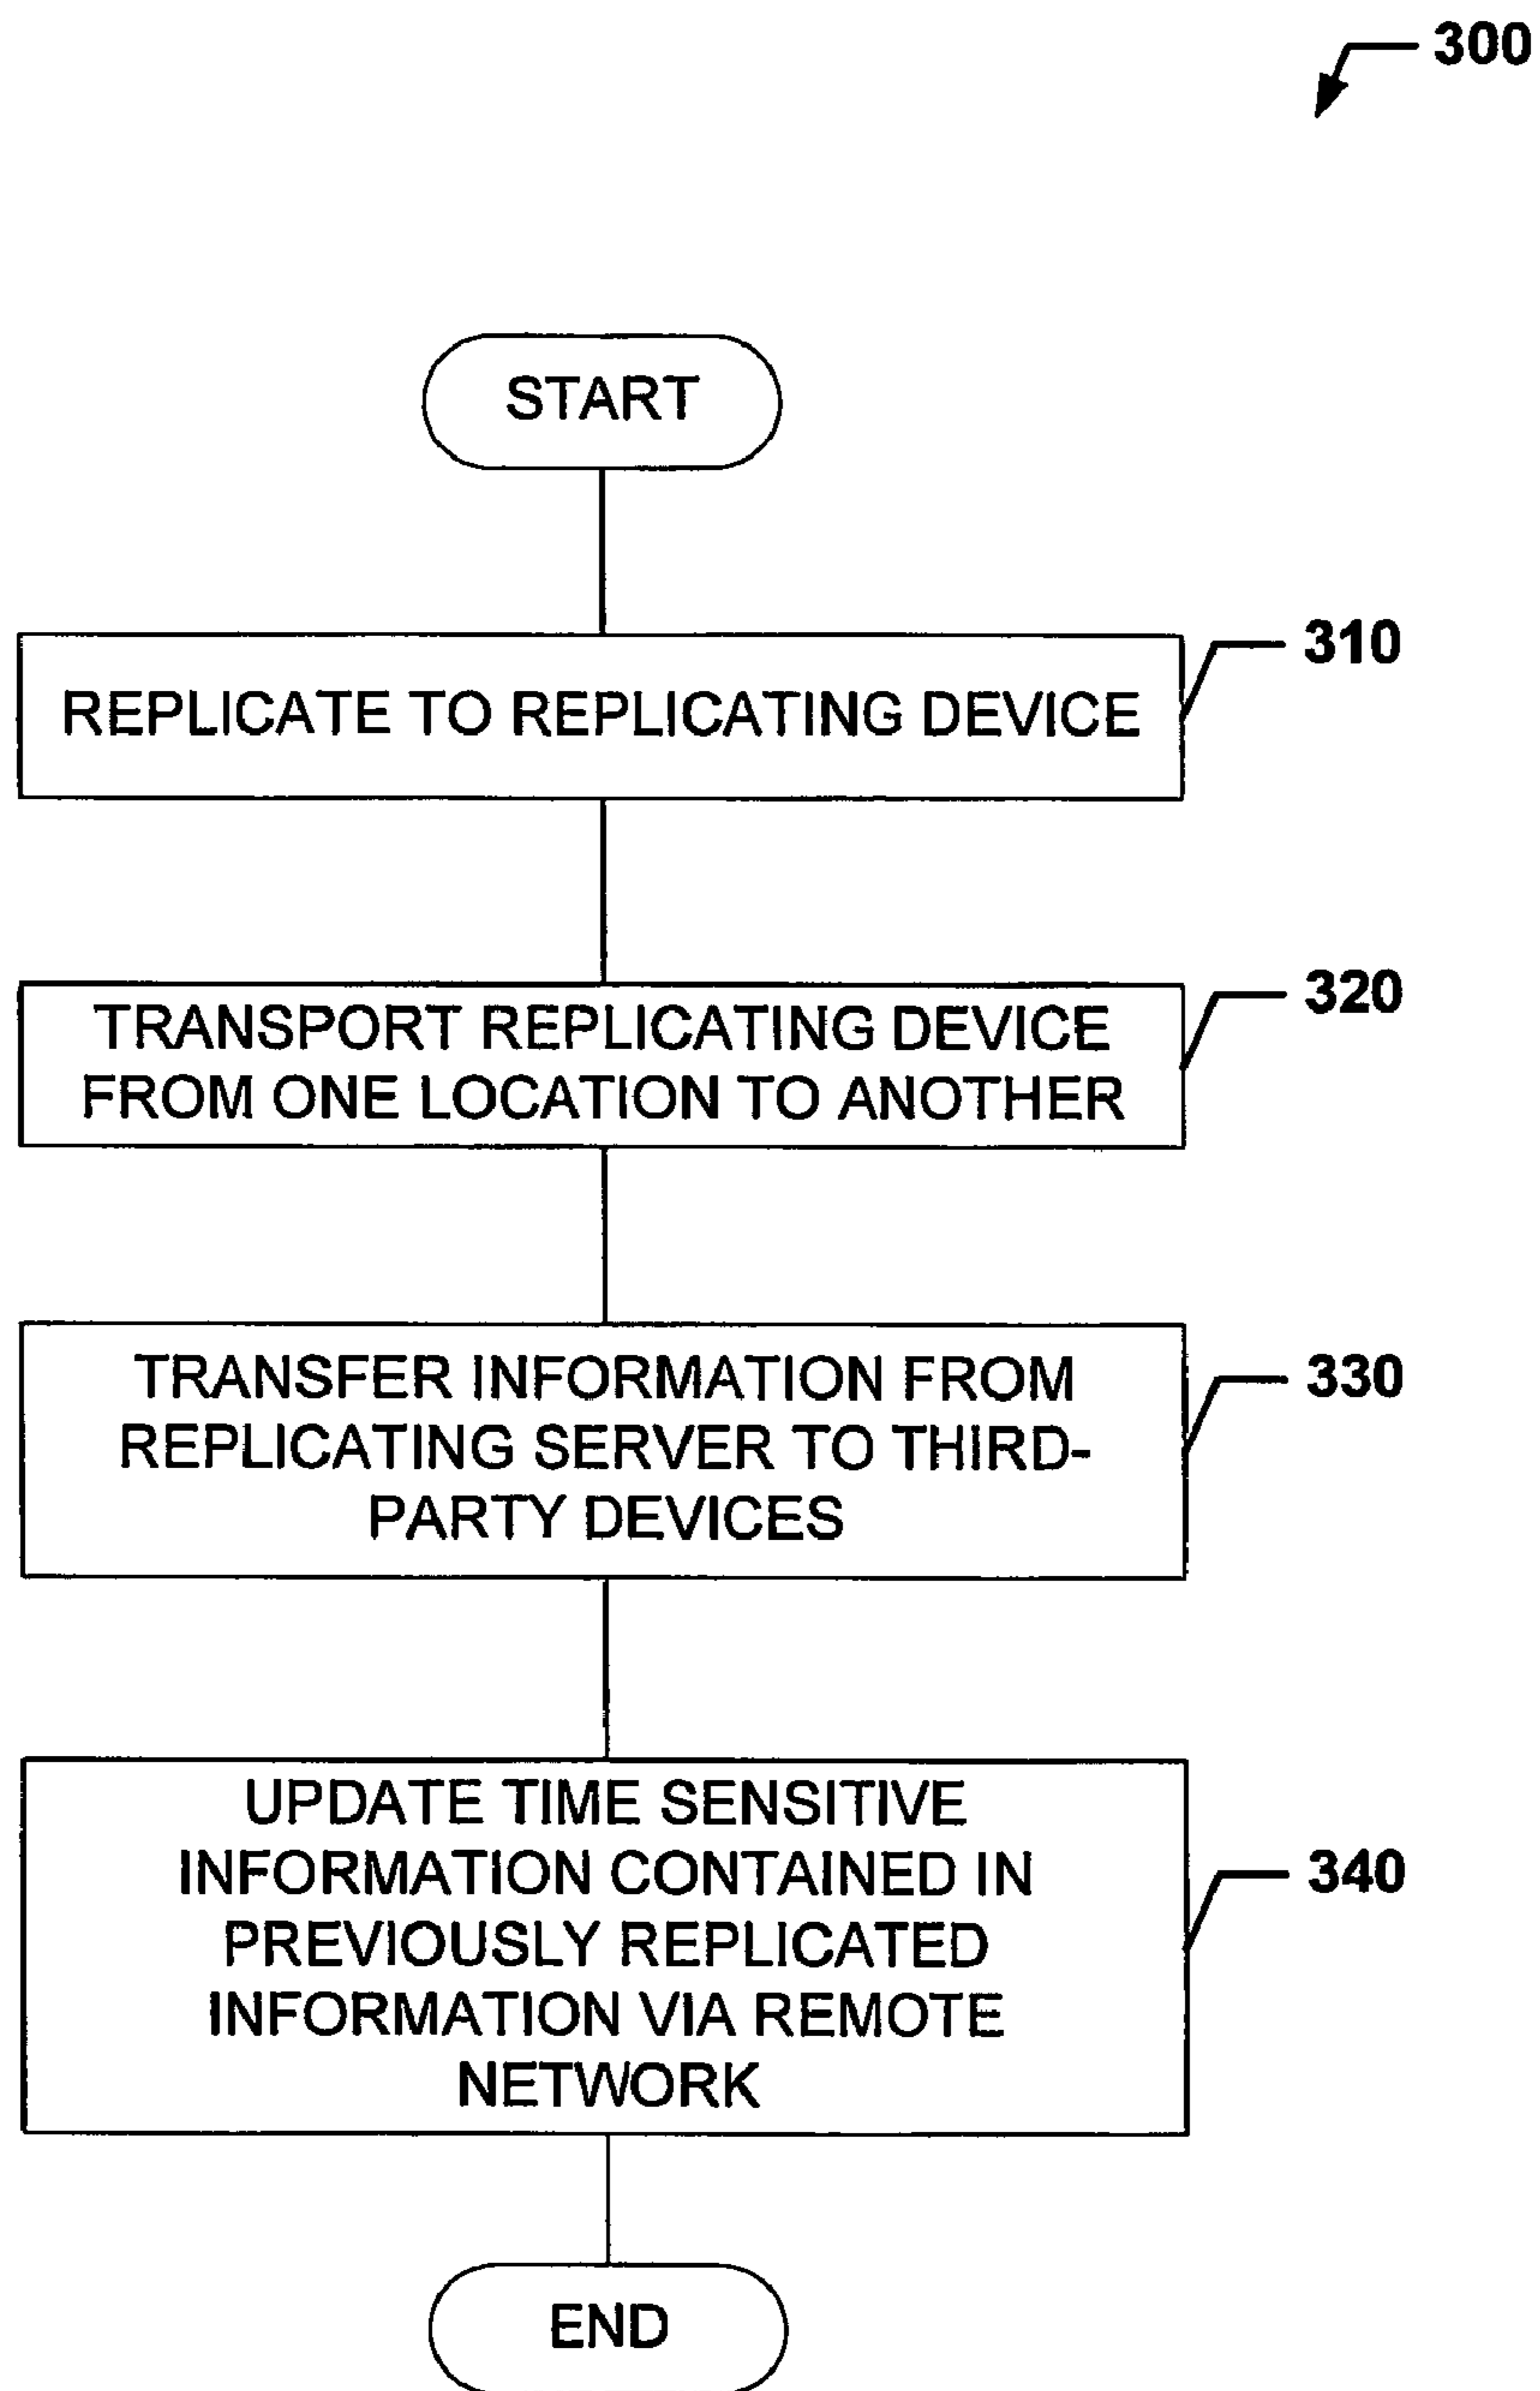 300
START
310
REPLICATE TO REPLICATING DEVICE
320
TRANSPORT REPLICATING DEVICE
FROM ONE LOCATION TO ANOTHER
330
TRANSFER INFORMATION FROM
REPLICATING SERVER TO THIRD-
PARTY DEVICES
340
UPDATE TIME SENSITIVE
INFORMATION CONTAINED IN
PREVIOUSLY REPLICATED
INFORMATION VIA REMOTE
NETWORK
END